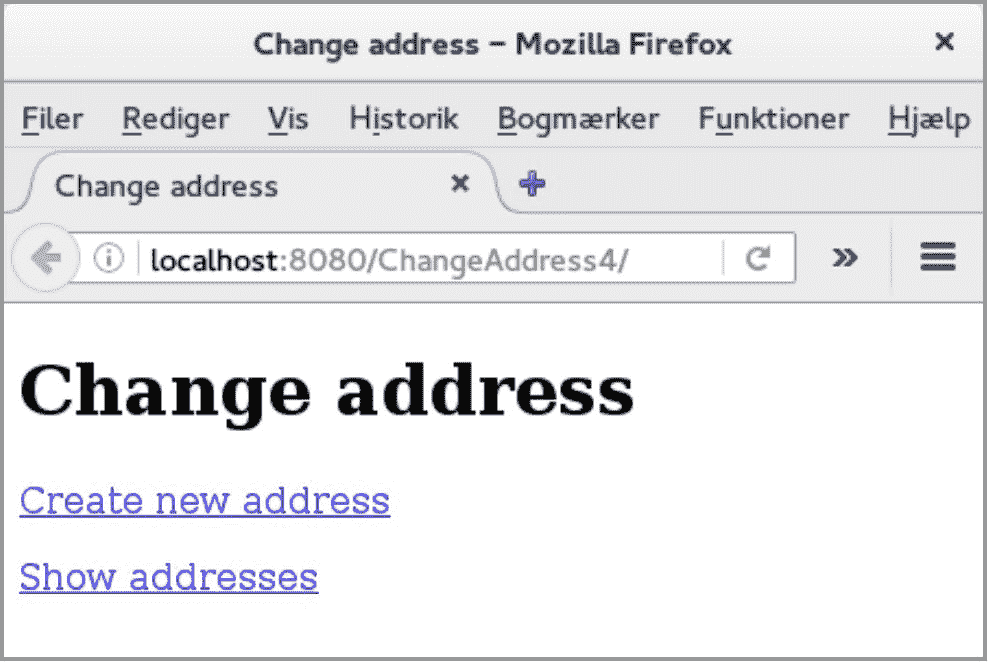 Change address – Mozilla Firefox
Filer Rediger Vis Historik Bogmærker Funktioner Hjælp
Change address
localhost:8080/ChangeAddress4/
Change address
Create new address
Show addresses